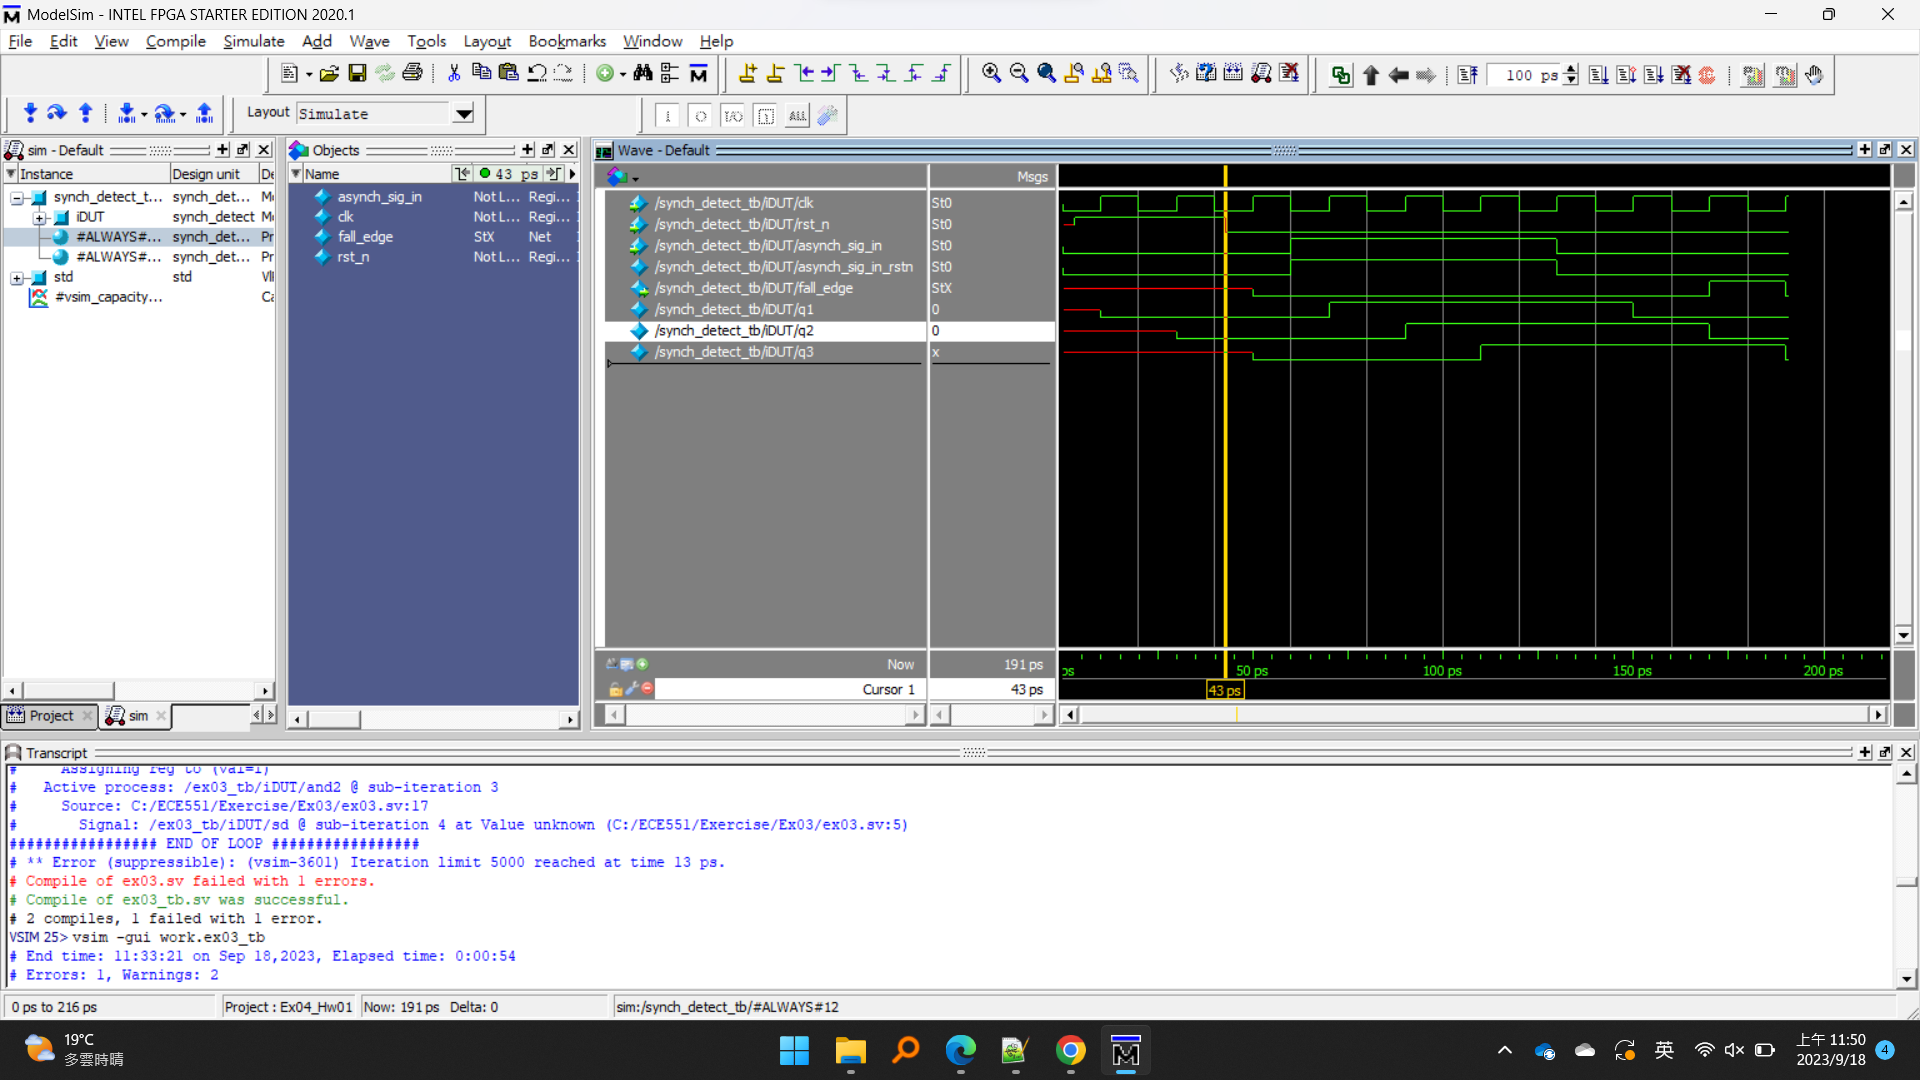 ModelSim - INTEL FPGA STARTER EDITION 2020.1
File Edit View Compile Simulate Add Wave Tools Layout Bookmarks Window Help
100 ps
Layout Simulate
ALL
sim - Default
Instance Design unit
synch_detect_t... synch_det...
iDUT synch_detect
#ALWAYS#... synch_det... Pr
#ALWAYS#... synch_det... Pr
std std
#vsim_capacity...
Project sim
Objects
Name 43 ps
asynch_sig_in Not L... Regi...
clk Not L... Regi...
fall_edge StX Net
rst_n Not L... Regi...
Wave - Default
Msgs
/synch_detect_tb/iDUT/clk St0
/synch_detect_tb/iDUT/rst_n St0
/synch_detect_tb/iDUT/asynch_sig_in St0
/synch_detect_tb/iDUT/asynch_sig_in_rstn St0
/synch_detect_tb/iDUT/fall_edge StX
/synch_detect_tb/iDUT/q1 0
/synch_detect_tb/iDUT/q2 0
/synch_detect_tb/iDUT/q3 x
Now 191 ps
Cursor 1 43 ps
ps 50 ps 100 ps 150 ps 200 ps
43 ps
Transcript
# Assigning reg to (val=1)
# Active process: /ex03_tb/iDUT/and2 @ sub-iteration 3
# Source: C:/ECE551/Exercise/Ex03/ex03.sv:17
# Signal: /ex03_tb/iDUT/sd @ sub-iteration 4 at Value unknown (C:/ECE551/Exercise/Ex03/ex03.sv:5)
################# END OF LOOP #################
# ** Error (suppressible): (vsim-3601) Iteration limit 5000 reached at time 13 ps.
# Compile of ex03.sv failed with 1 errors.
# Compile of ex03_tb.sv was successful.
# 2 compiles, 1 failed with 1 error.
VSIM 25> vsim -gui work.ex03_tb
# End time: 11:33:21 on Sep 18,2023, Elapsed time: 0:00:54
# Errors: 1, Warnings: 2
0 ps to 216 ps Project : Ex04_Hw01 Now: 191 ps Delta: 0 sim:/synch_detect_tb/#ALWAYS#12
19°C
多雲時晴
英
上午 11:50
2023/9/18
4